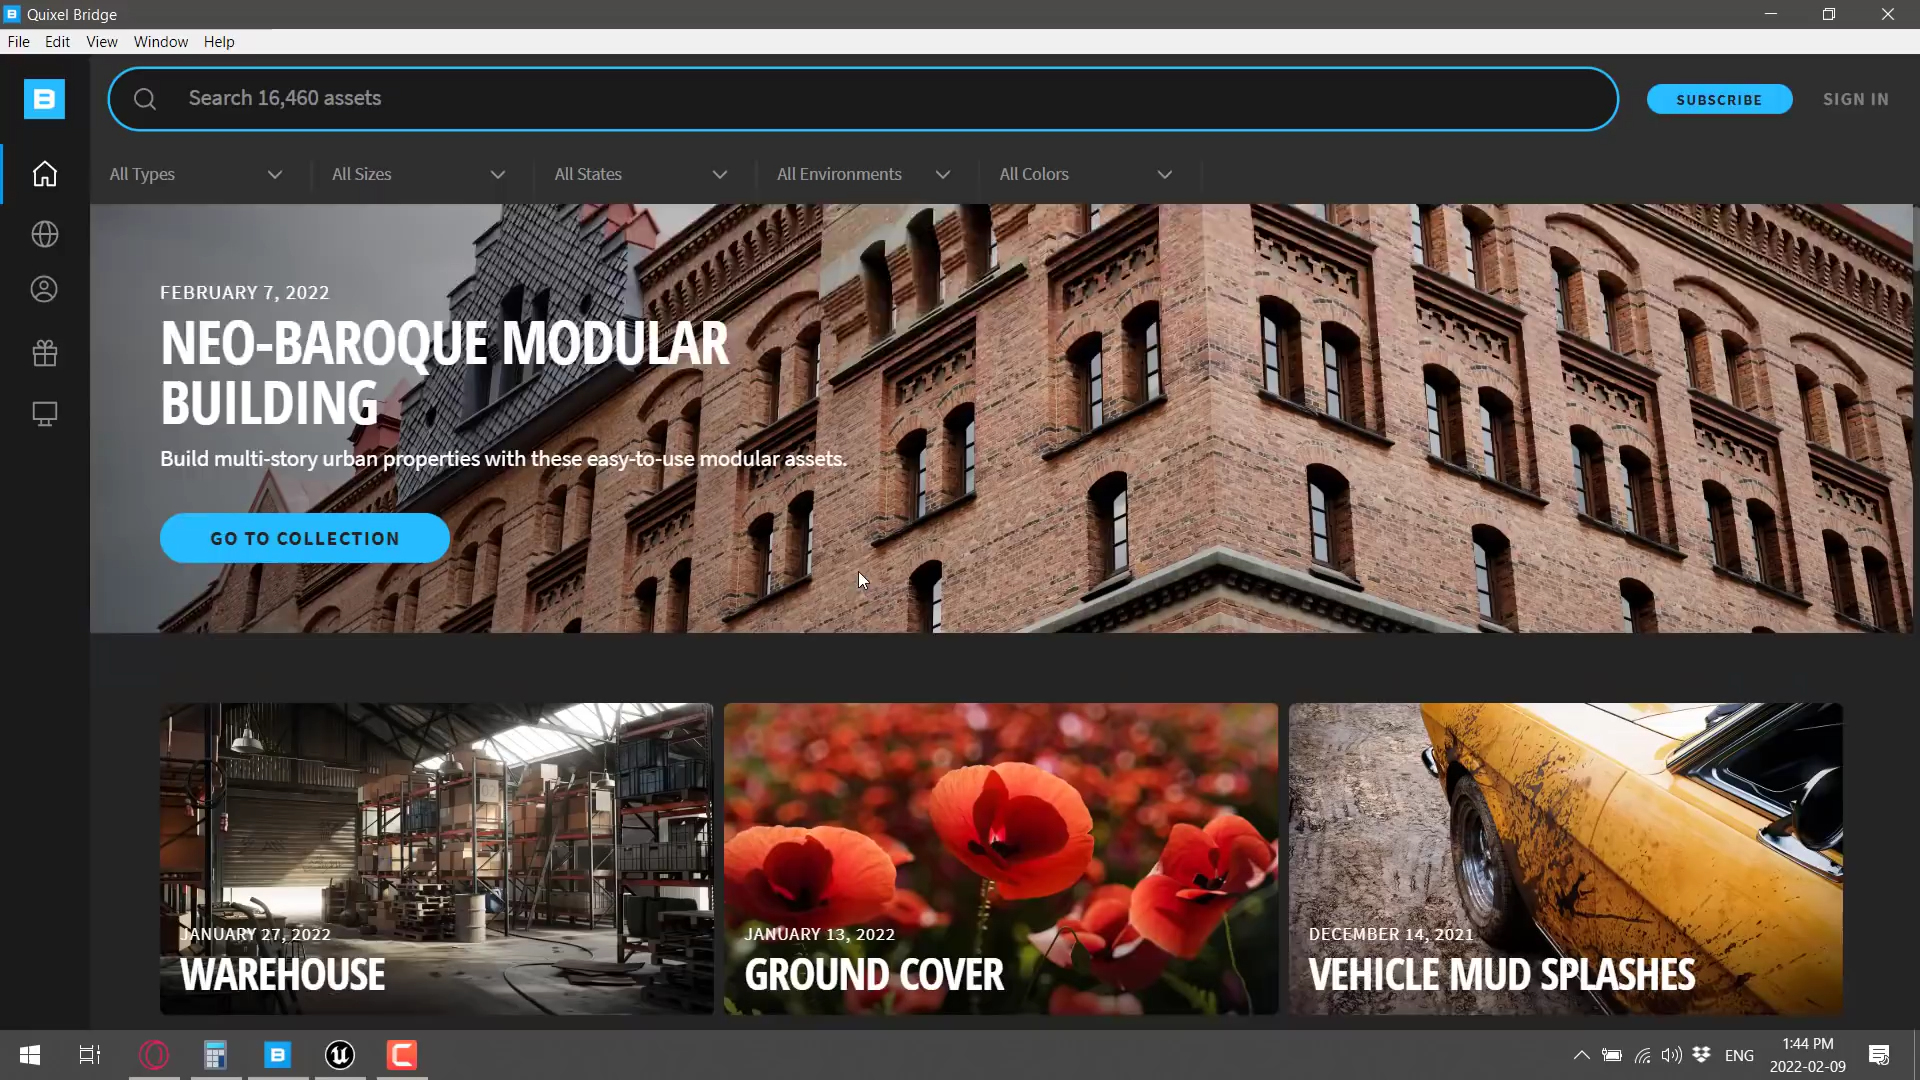 Quixel Bridge
File Edit View Window Help
Search 16,460 assets
SUBSCRIBE
SIGN IN
All Types
All Sizes
All States
All Environments
All Colors
FEBRUARY 7, 2022
NEO-BAROQUE MODULAR
BUILDING
Build multi-story urban properties with these easy-to-use modular assets.
GO TO COLLECTION
JANUARY 27, 2022
WAREHOUSE
JANUARY 13, 2022
GROUND COVER
DECEMBER 14, 2021
VEHICLE MUD SPLASHES
ENG
1:44 PM
2022-02-09